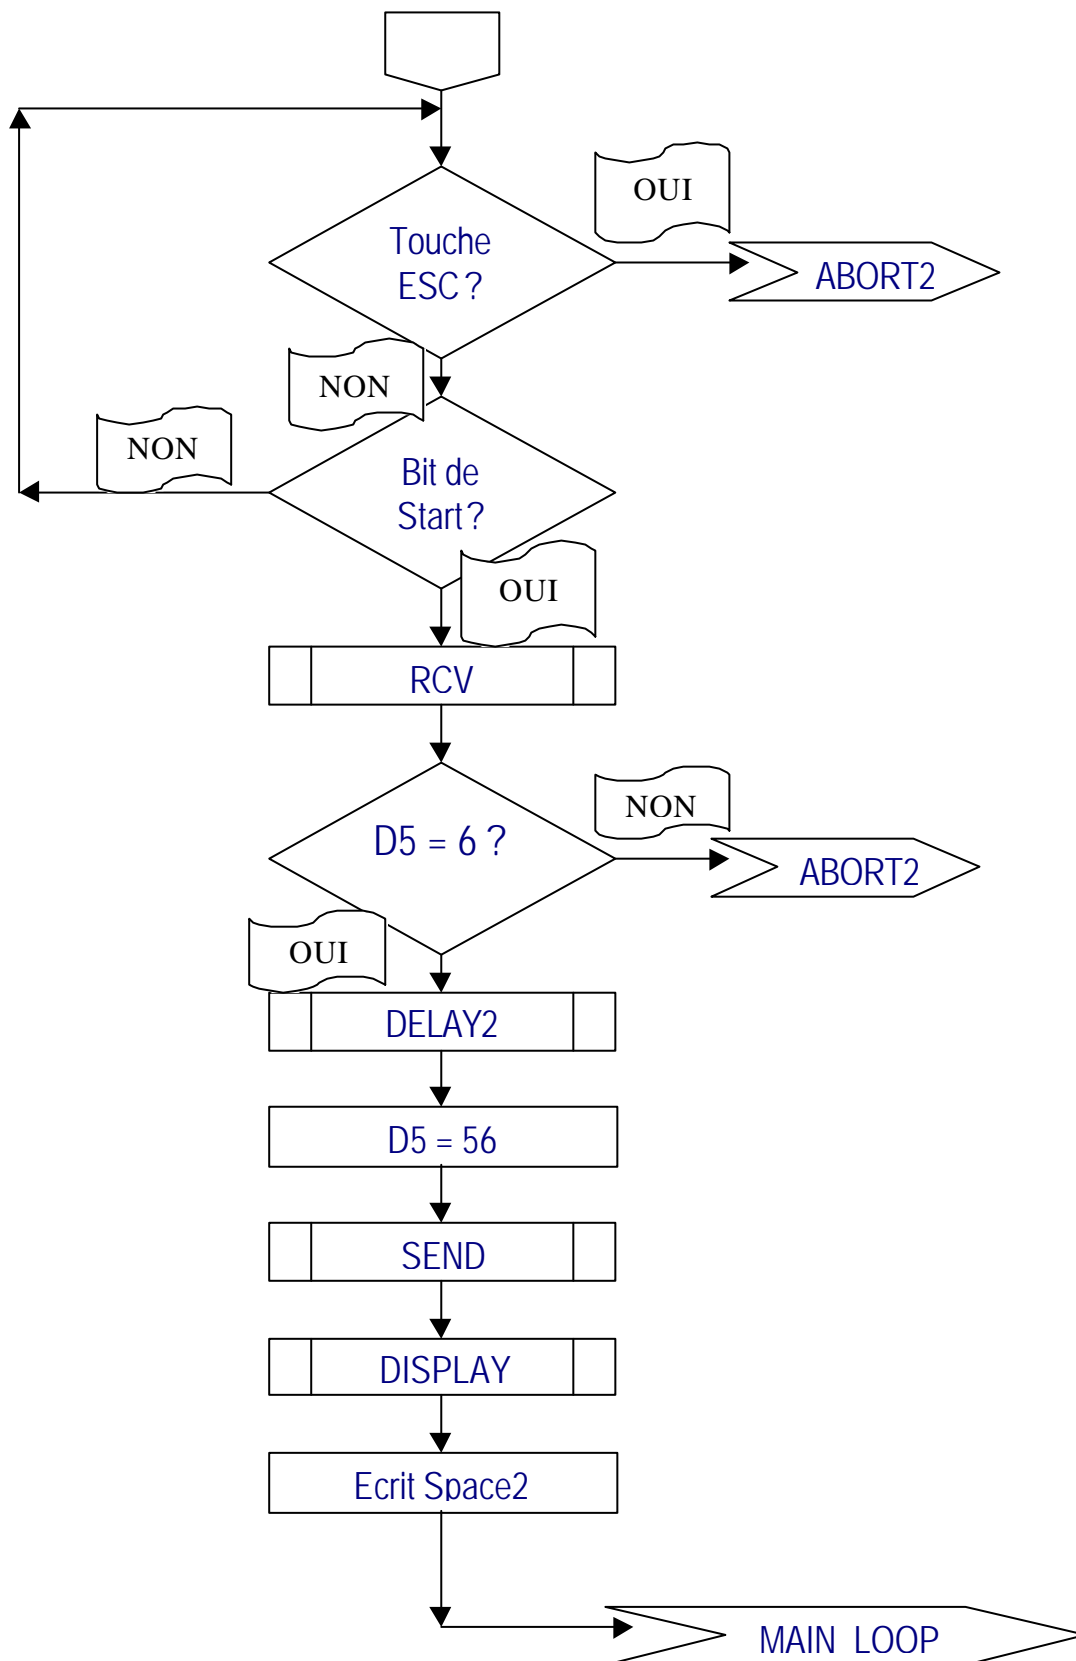 OUI
Touche
ESC ?
ABORT2
NON
NON
Bit de
Start ?
OUI
RCV
NON
D5 = 6 ?
ABORT2
OUI
DELAY2
D5 = 56
SEND
DISPLAY
Ecrit Space2
MAIN LOOP